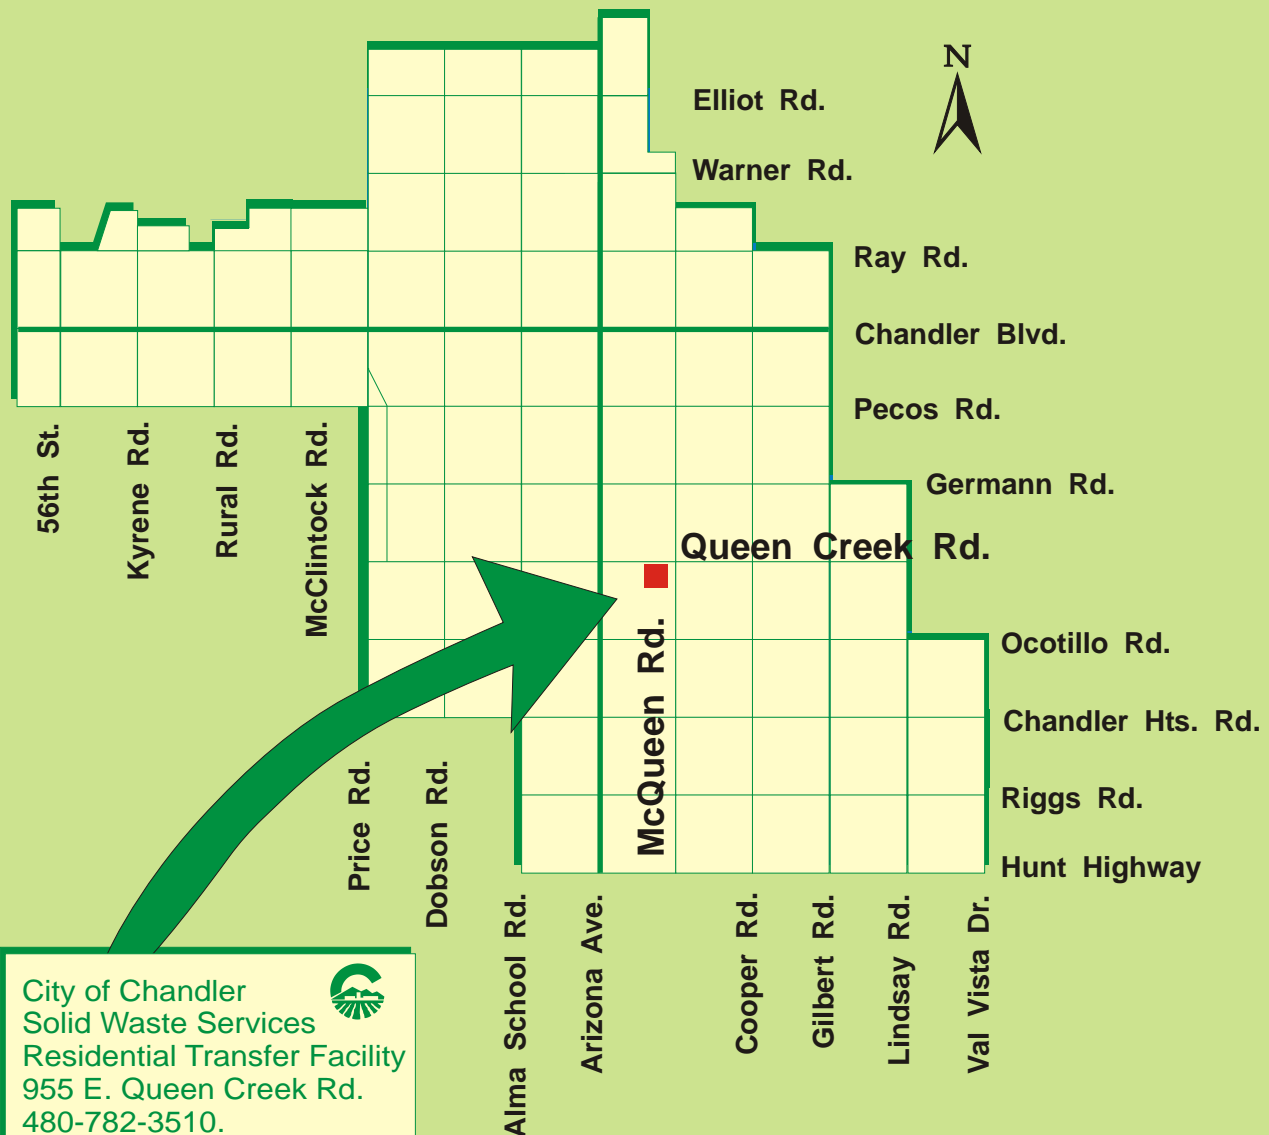 N
Elliot Rd.
Warner Rd.
Ray Rd.
Chandler Blvd.
Pecos Rd.
Germann Rd.
Queen Creek Rd.
Ocotillo Rd.
Chandler Hts. Rd.
Riggs Rd.
Hunt Highway
56th St.
Kyrene Rd.
Rural Rd.
McClintock Rd.
Price Rd.
Dobson Rd.
Alma School Rd.
Arizona Ave.
McQueen Rd.
Cooper Rd.
Gilbert Rd.
Lindsay Rd.
Val Vista Dr.
City of Chandler
Solid Waste Services
Residential Transfer Facility
955 E. Queen Creek Rd.
480-782-3510.